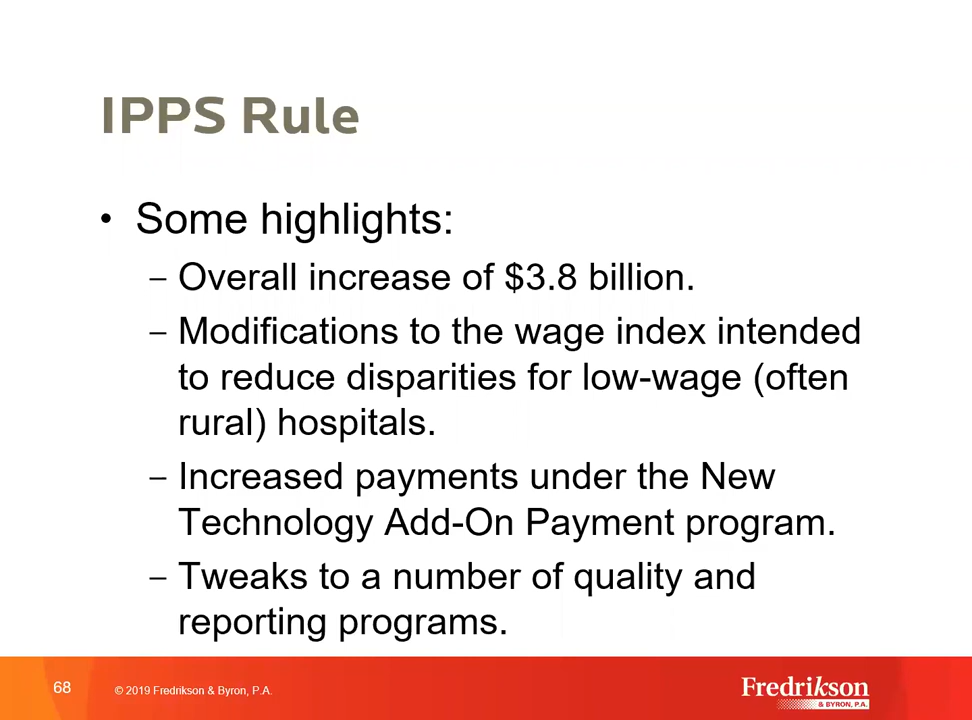 IPPS Rule
• Some highlights:
– Overall increase of $3.8 billion.
– Modifications to the wage index intended
to reduce disparities for low-wage (often
rural) hospitals.
– Increased payments under the New
Technology Add-On Payment program.
– Tweaks to a number of quality and
reporting programs.
68
© 2019 Fredrikson & Byron, P.A.
Fredrikson
& BYRON, P.A.